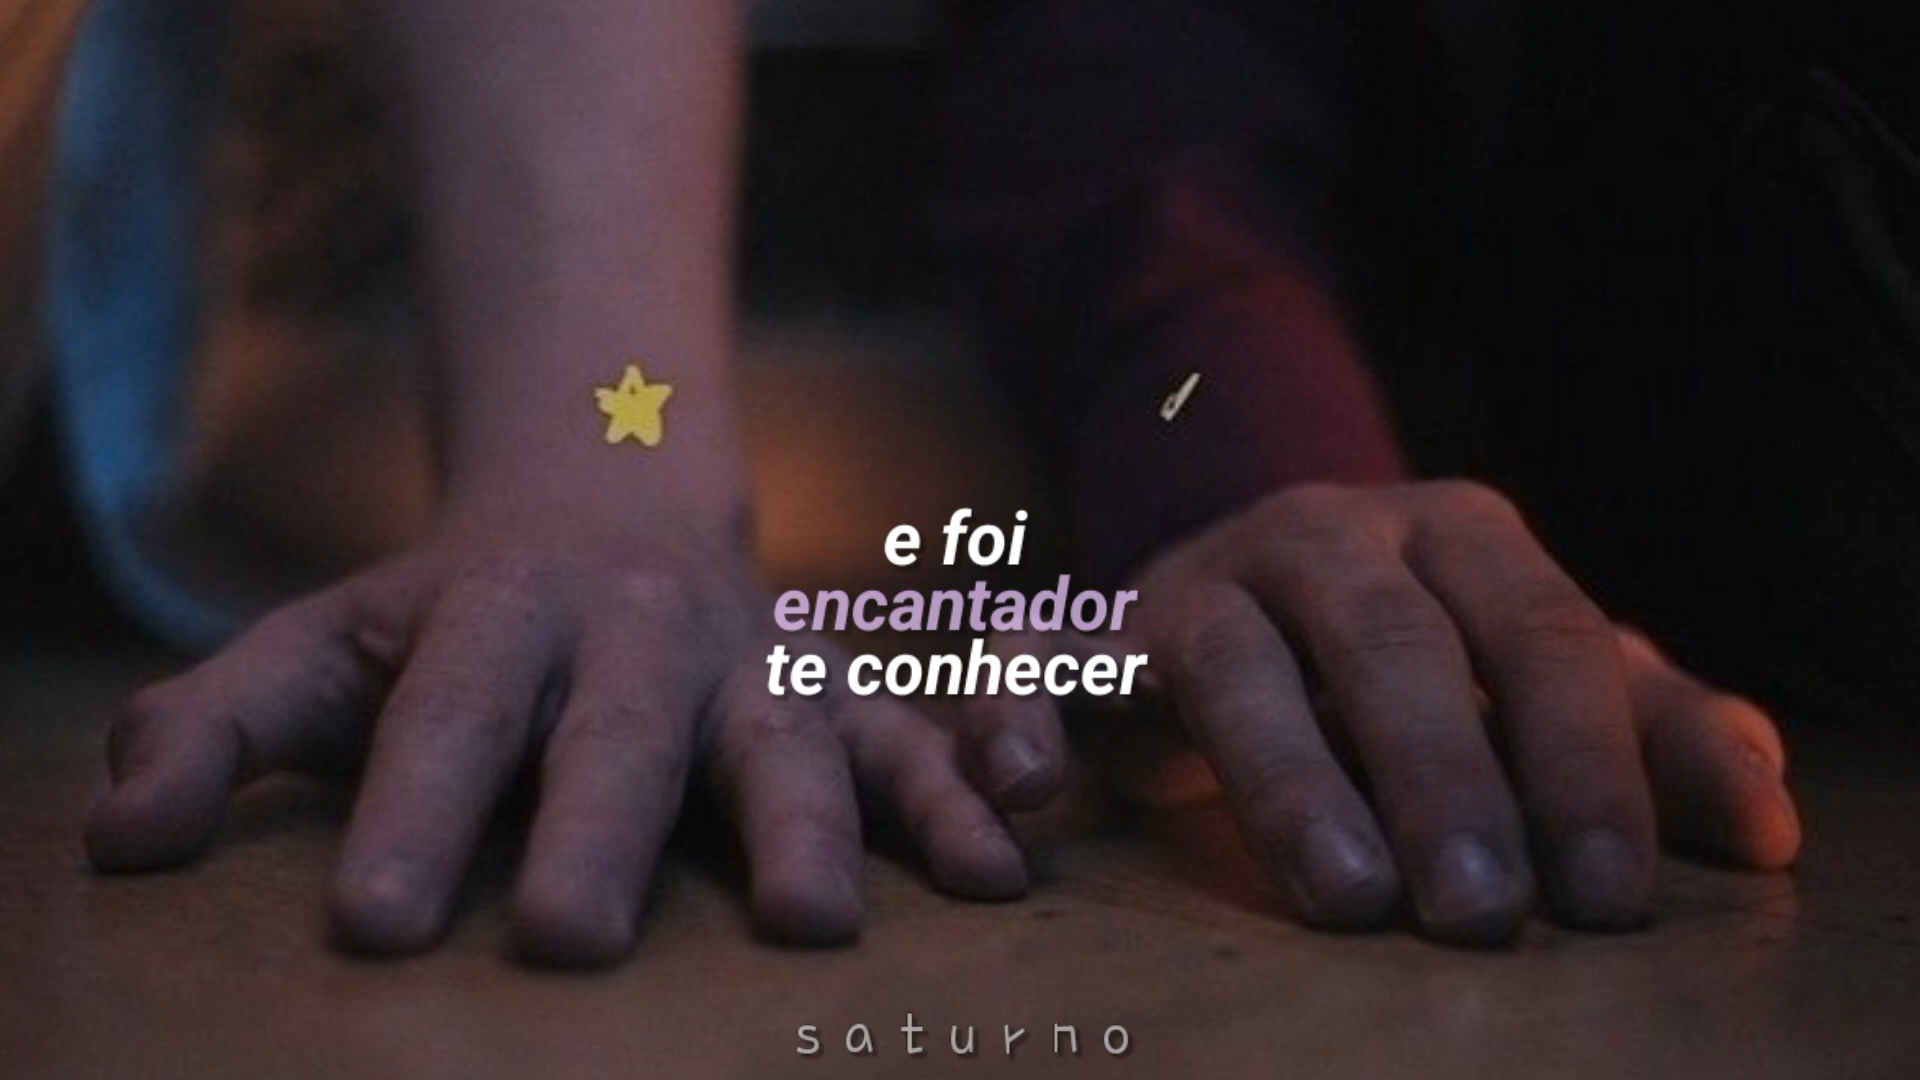 e foi
encantador
te conhecer
saturno